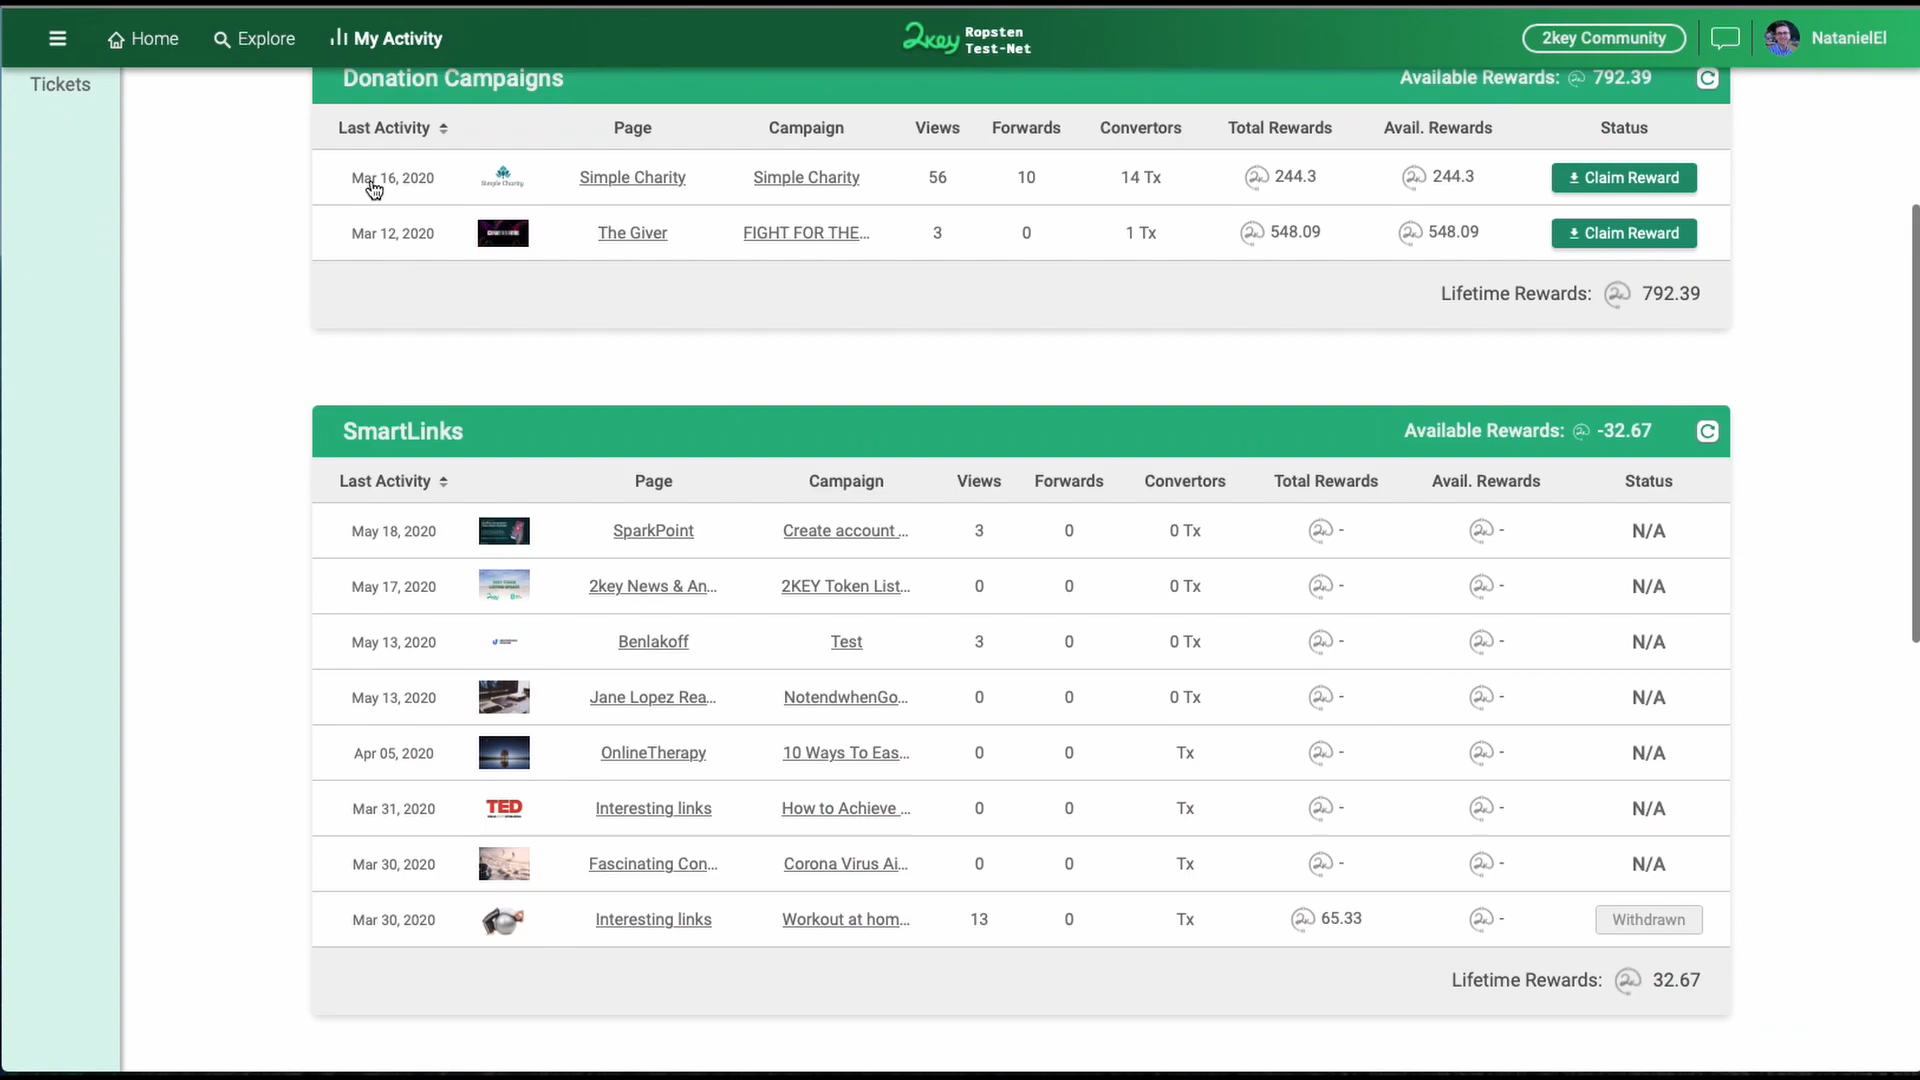 Home Explore My Activity 2key Ropsten Test-Net 2key Community NatanielEl
Tickets
Donation Campaigns Available Rewards: 792.39
Last Activity Page Campaign Views Forwards Convertors Total Rewards Avail. Rewards Status
Mar 16, 2020 Simple Charity Simple Charity Simple Charity 56 10 14 Tx 244.3 244.3 Claim Reward
Mar 12, 2020 The Giver FIGHT FOR THE... 3 0 1 Tx 548.09 548.09 Claim Reward
Lifetime Rewards: 792.39
SmartLinks Available Rewards: -32.67
Last Activity Page Campaign Views Forwards Convertors Total Rewards Avail. Rewards Status
May 18, 2020 SparkPoint Create account ... 3 0 0 Tx - - N/A
May 17, 2020 2key News & An... 2KEY Token List... 0 0 0 Tx - - N/A
May 13, 2020 Benlakoff Test 3 0 0 Tx - - N/A
May 13, 2020 Jane Lopez Rea... NotendwhenGo... 0 0 0 Tx - - N/A
Apr 05, 2020 OnlineTherapy 10 Ways To Eas... 0 0 Tx - - N/A
Mar 31, 2020 TED Interesting links How to Achieve ... 0 0 Tx - - N/A
Mar 30, 2020 Fascinating Con... Corona Virus Ai... 0 0 Tx - - N/A
Mar 30, 2020 Interesting links Workout at hom... 13 0 Tx 65.33 - Withdrawn
Lifetime Rewards: 32.67